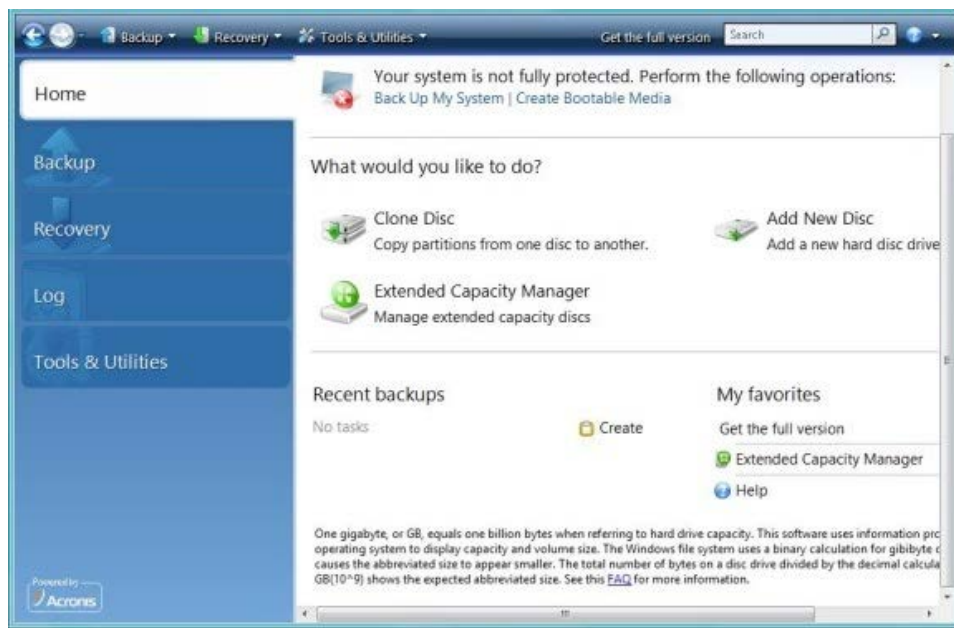 Backup Recovery Tools & Utilities Get the full version Search
Home
Backup
Recovery
Log
Tools & Utilities
Powered by
Acronis
Your system is not fully protected. Perform the following operations:
Back Up My System | Create Bootable Media
What would you like to do?
Clone Disc
Copy partitions from one disc to another.
Add New Disc
Add a new hard disc drive
Extended Capacity Manager
Manage extended capacity discs
Recent backups
No tasks
Create
My favorites
Get the full version
Extended Capacity Manager
Help
One gigabyte, or GB, equals one billion bytes when referring to hard drive capacity. This software uses information pro
operating system to display capacity and volume size. The Windows file system uses a binary calculation for gibibyte
causes the abbreviated size to appear smaller. The total number of bytes on a disc drive divided by the decimal calcula
GB(10^9) shows the expected abbreviated size. See this FAQ for more information.